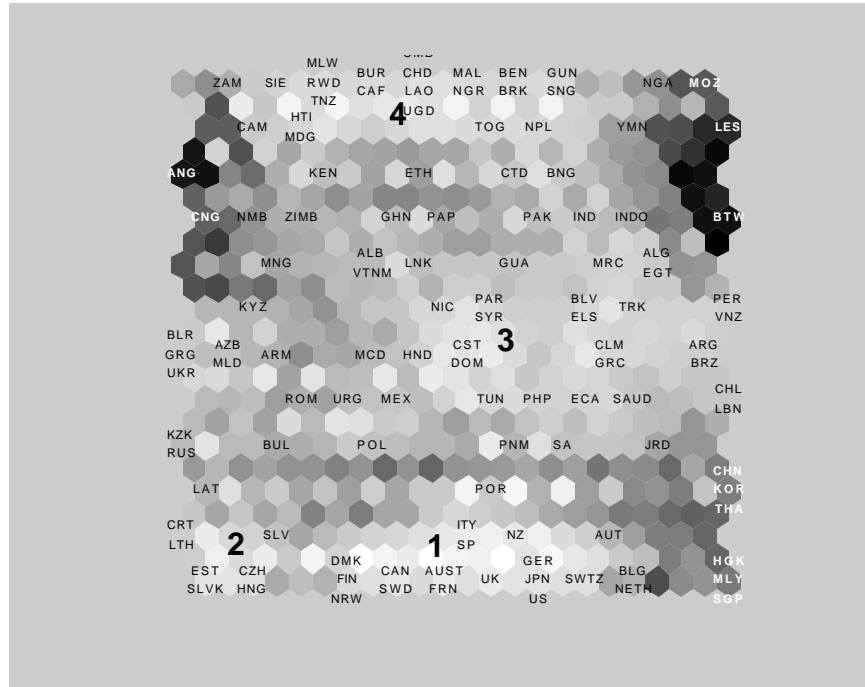 MLW
ZAM SIE RWD BUR CHD MAL BEN GUN NGA MOZ
TNZ CAF LAO NGR BRK SNG
HTI 4 UGD
CAM MDG TOG NPL YMN LES
ANG KEN ETH CTD BNG
CNG NMB ZIMB GHN PAP PAK IND INDO BTW
MNG ALB LNK GUA MRC ALG
VTNM EGT
KYZ NIC PAR BLV TRK PER
SYR ELS VNZ
BLR 3
GRG AZB ARM MCD HND CST CLM ARG
UKR MLD DOM GRC BRZ
ROM URG MEX TUN PHP ECA SAUD CHL
LBN
KZK BUL POL PNM SA JRD
RUS
CHN
LAT POR KOR
THA
CRT SLV ITY NZ AUT
LTH 2 1 SP
DMK GER HGK
EST CZH FIN CAN AUST UK JPN SWTZ BLG MLY
SLVK HNG NRW SWD FRN US NETH SGP